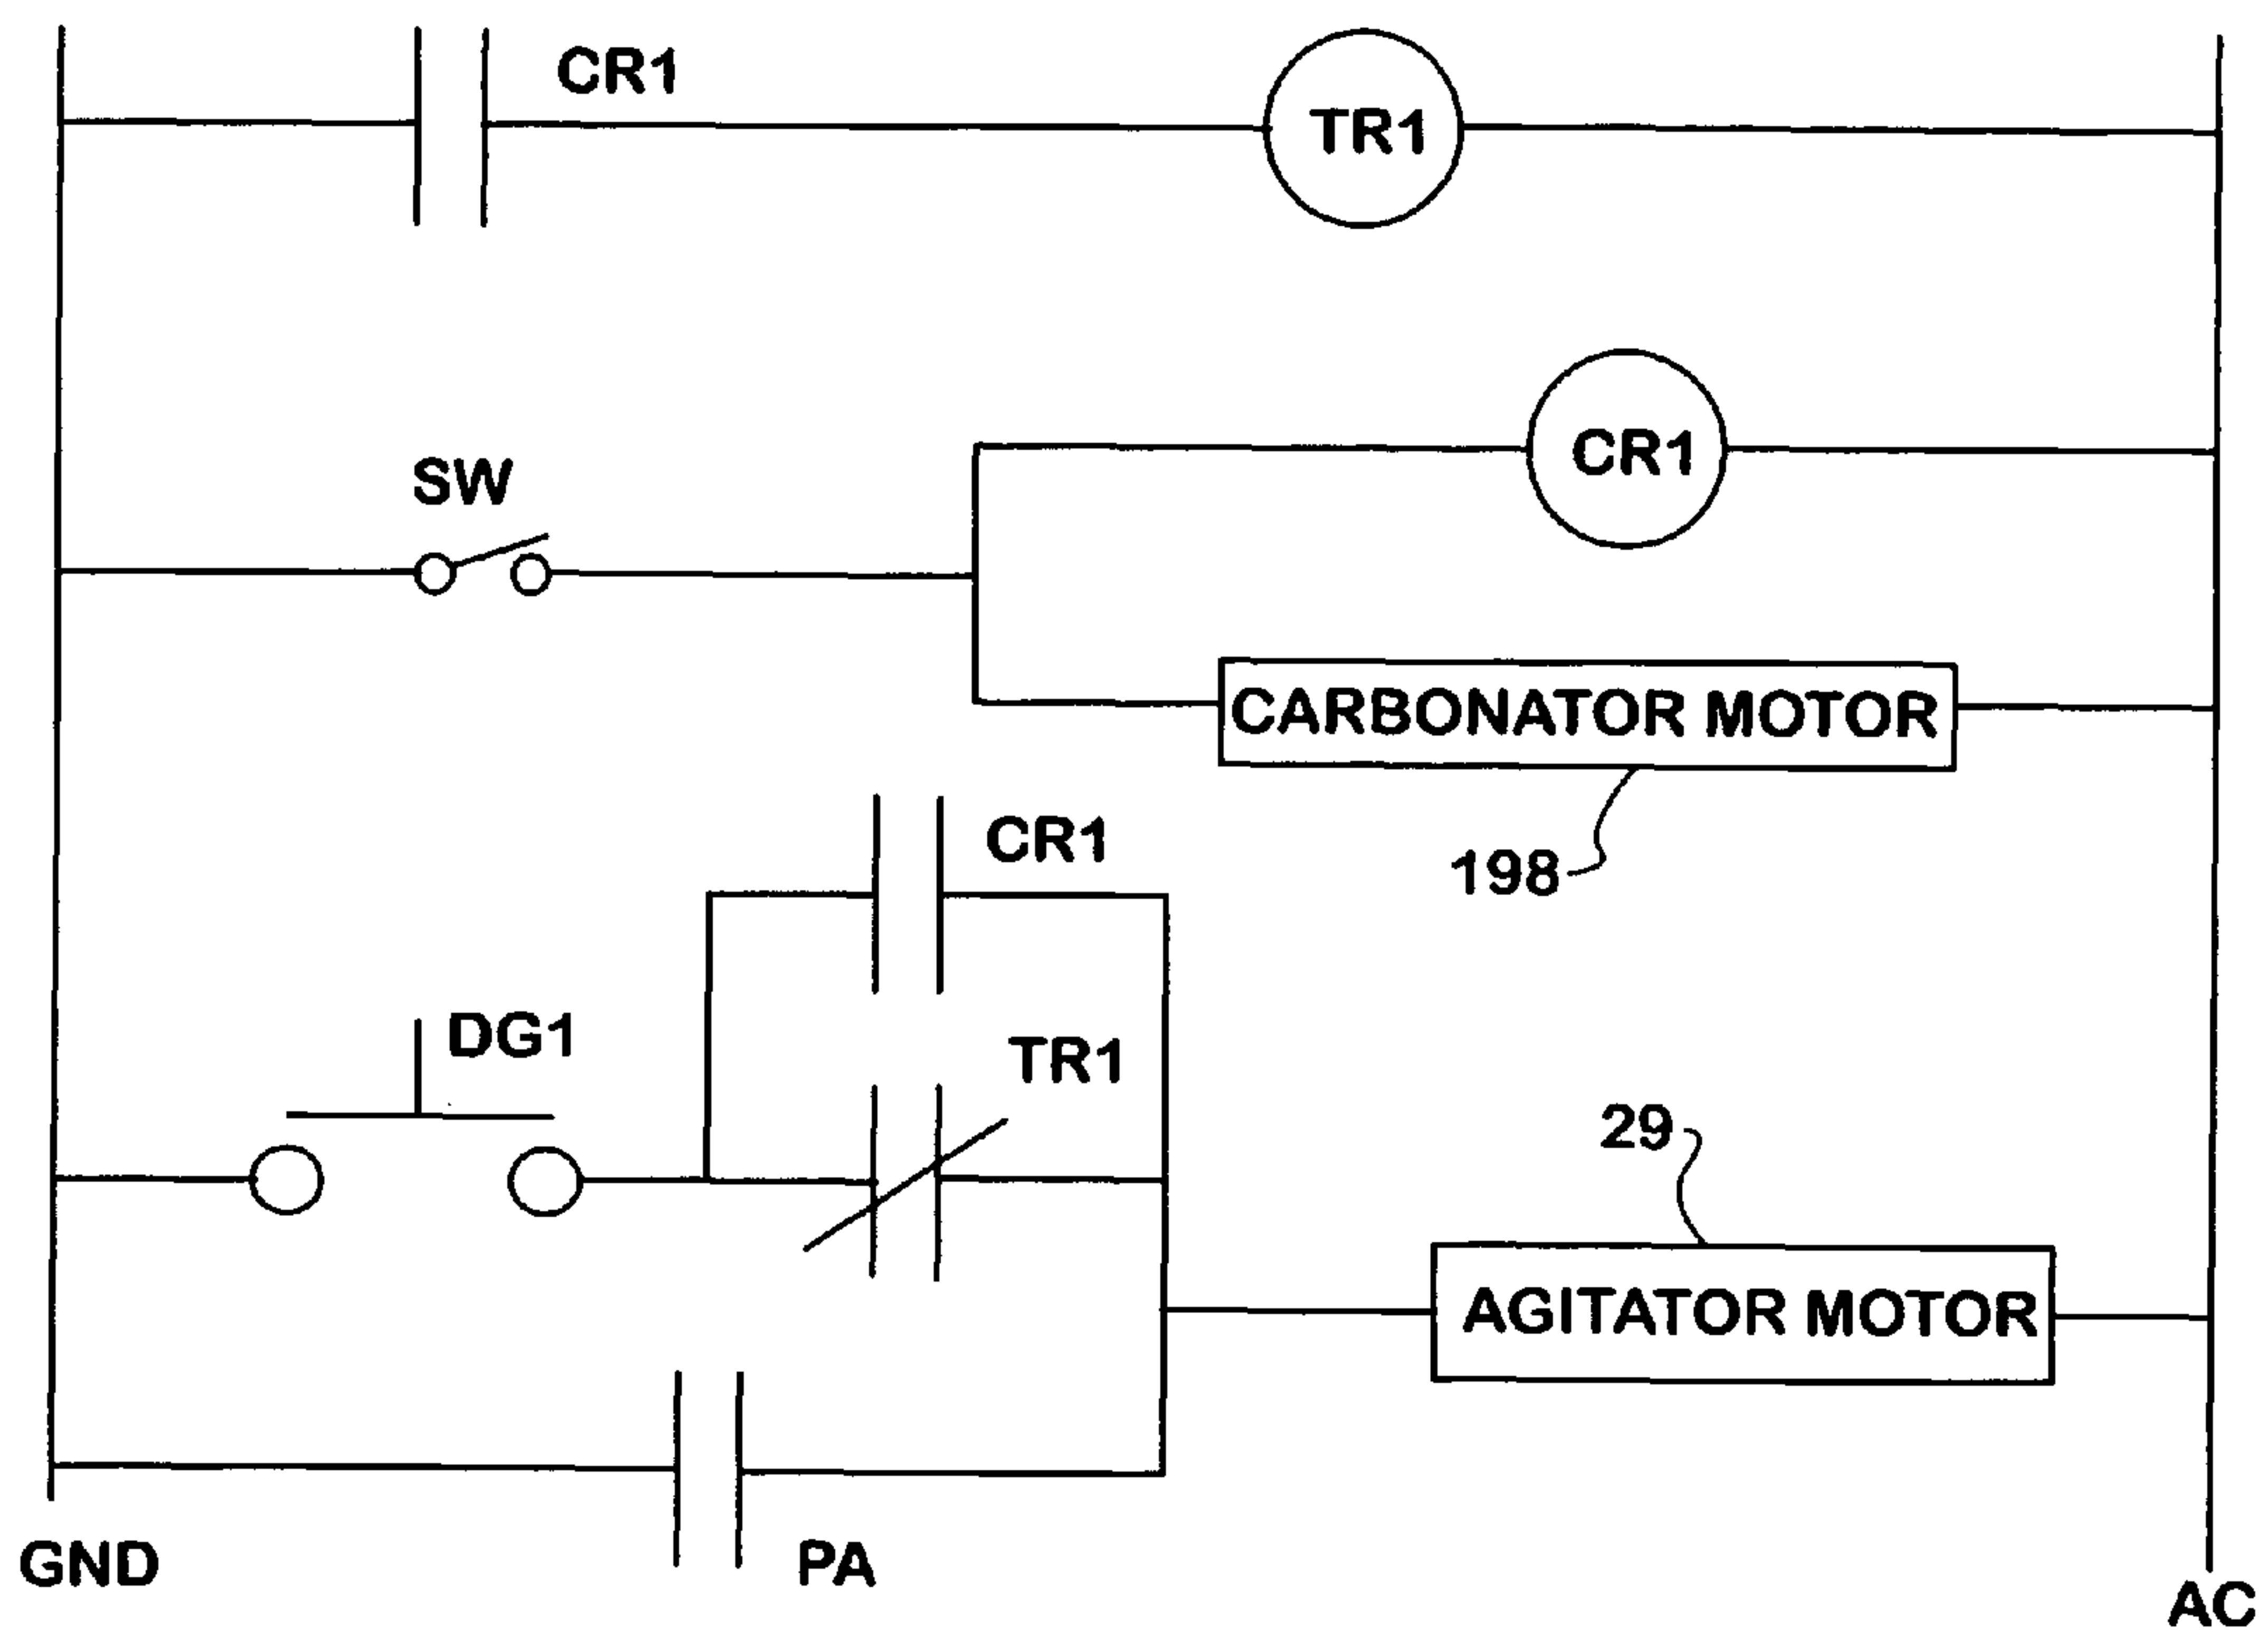 CR1
TR1
CR1
SW
CARBONATOR MOTOR
198
CR1
DG1
TR1
29
AGITATOR MOTOR
PA
GND
AC